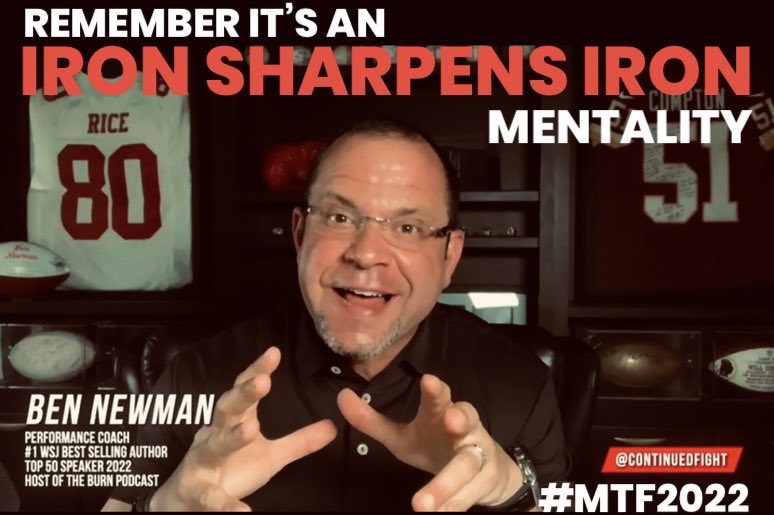 REMEMBER IT'S AN
IRON SHARPENS IRON
MENTALITY
RICE
80
COMPTON
51
51
BEN NEWMAN
PERFORMANCE COACH
#1 WSJ BEST SELLING AUTHOR
TOP 50 SPEAKER 2022
HOST OF THE BURN PODCAST
@CONTINUEDFIGHT
#MTF2022